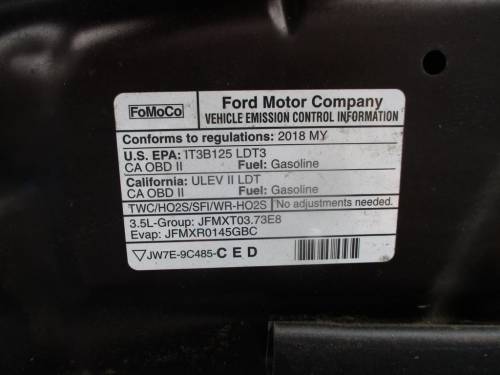 FoMoCo
Ford Motor Company
VEHICLE EMISSION CONTROL INFORMATION
Conforms to regulations: 2018 MY
U.S. EPA: IT3B125 LDT3
CA OBD II Fuel: Gasoline
California: ULEV II LDT
CA OBD II Fuel: Gasoline
TWC/HO2S/SFI/WR-HO2S No adjustments needed.
3.5L-Group: JFMXT03.73E8
Evap: JFMXR0145GBC
▽JW7E-9C485-C E D